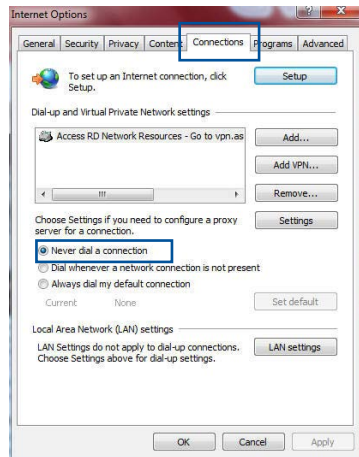 Internet Options
General Security Privacy Content Connections Programs Advanced
To set up an Internet connection, click
Setup.
Setup
Dial-up and Virtual Private Network settings
Access RD Network Resources - Go to vpn.as
Add...
Add VPN...
Remove...
Choose Settings if you need to configure a proxy
server for a connection.
Settings
Never dial a connection
Dial whenever a network connection is not present
Always dial my default connection
Current None
Set default
Local Area Network (LAN) settings
LAN Settings do not apply to dial-up connections.
Choose Settings above for dial-up settings.
LAN settings
OK Cancel Apply